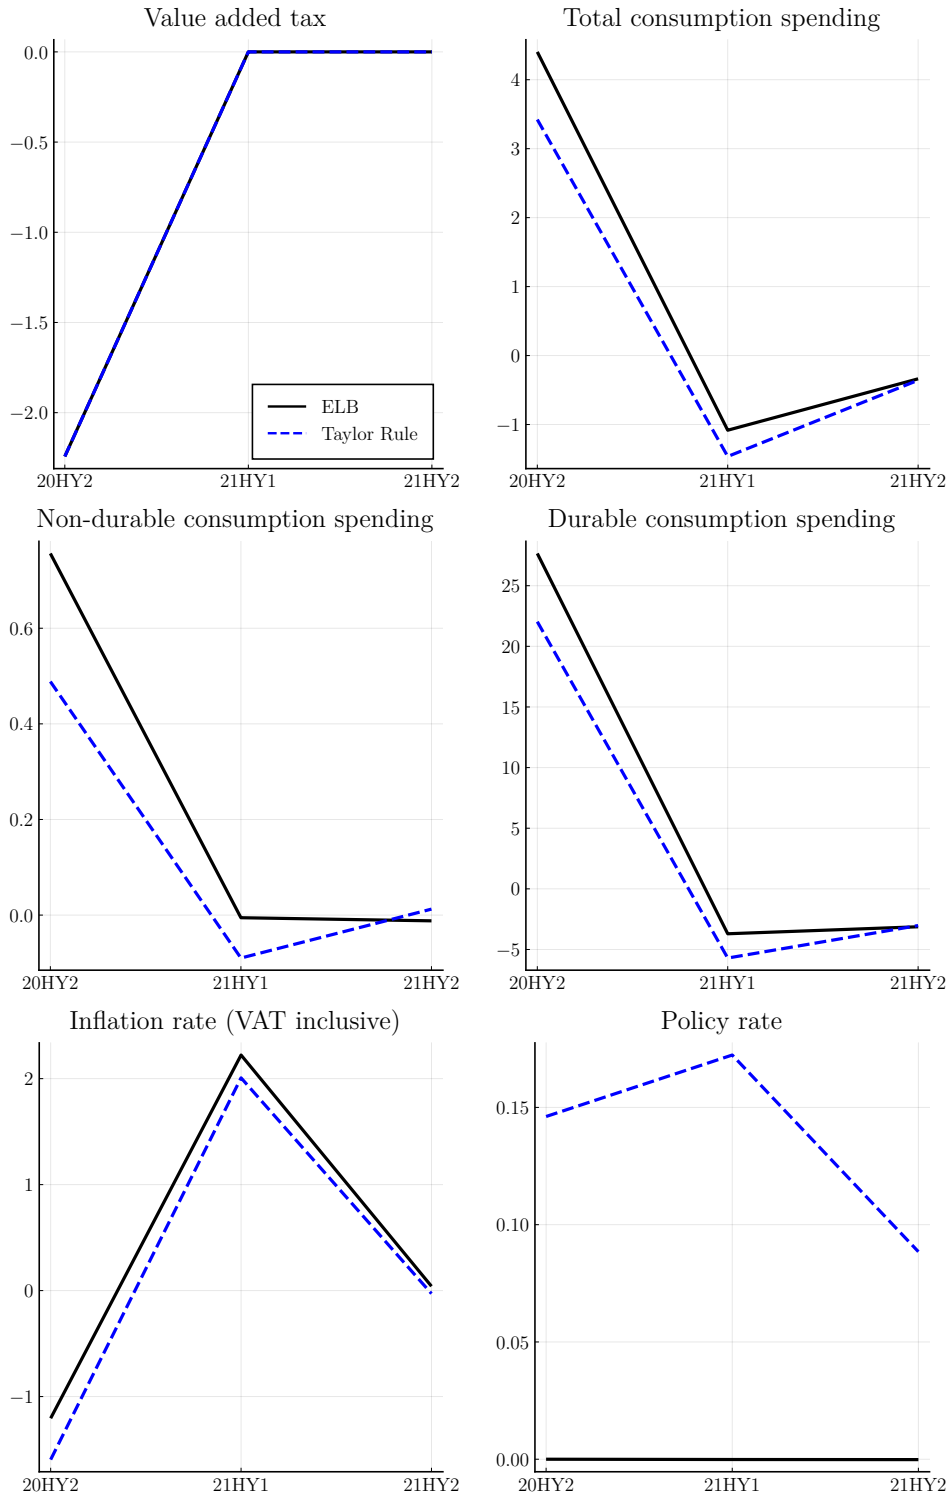 Value added tax
0.0
−0.5
−1.0
−1.5
−2.0
ELB
Taylor Rule
20HY2 21HY1 21HY2
Total consumption spending
4
3
2
1
0
−1
20HY2 21HY1 21HY2
Non-durable consumption spending
0.6
0.4
0.2
0.0
20HY2 21HY1 21HY2
Durable consumption spending
25
20
15
10
5
0
−5
20HY2 21HY1 21HY2
Inflation rate (VAT inclusive)
2
1
0
−1
20HY2 21HY1 21HY2
Policy rate
0.15
0.10
0.05
0.00
20HY2 21HY1 21HY2